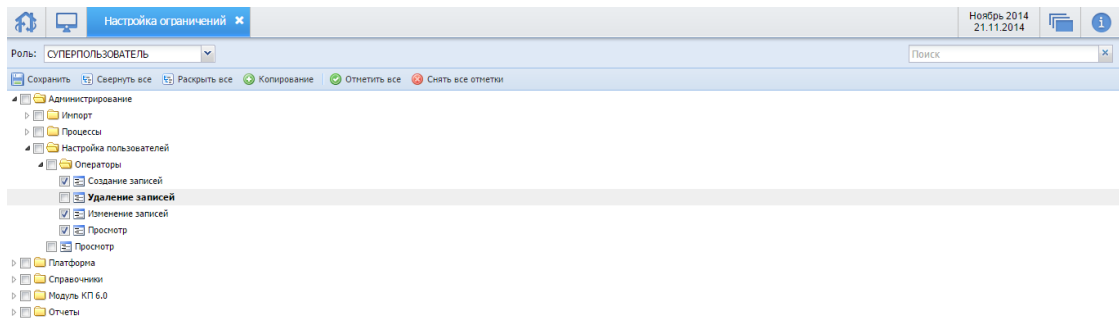 Настройка ограничений
Ноябрь 2014
21.11.2014
Роль: СУПЕРПОЛЬЗОВАТЕЛЬ
Поиск
Сохранить Свернуть все Раскрыть все Копирование Отметить все Снять все отметки
Администрирование
Импорт
Процессы
Настройка пользователей
Операторы
Создание записей
Удаление записей
Изменение записей
Просмотр
Просмотр
Платформа
Справочники
Модуль КП 6.0
Отчеты